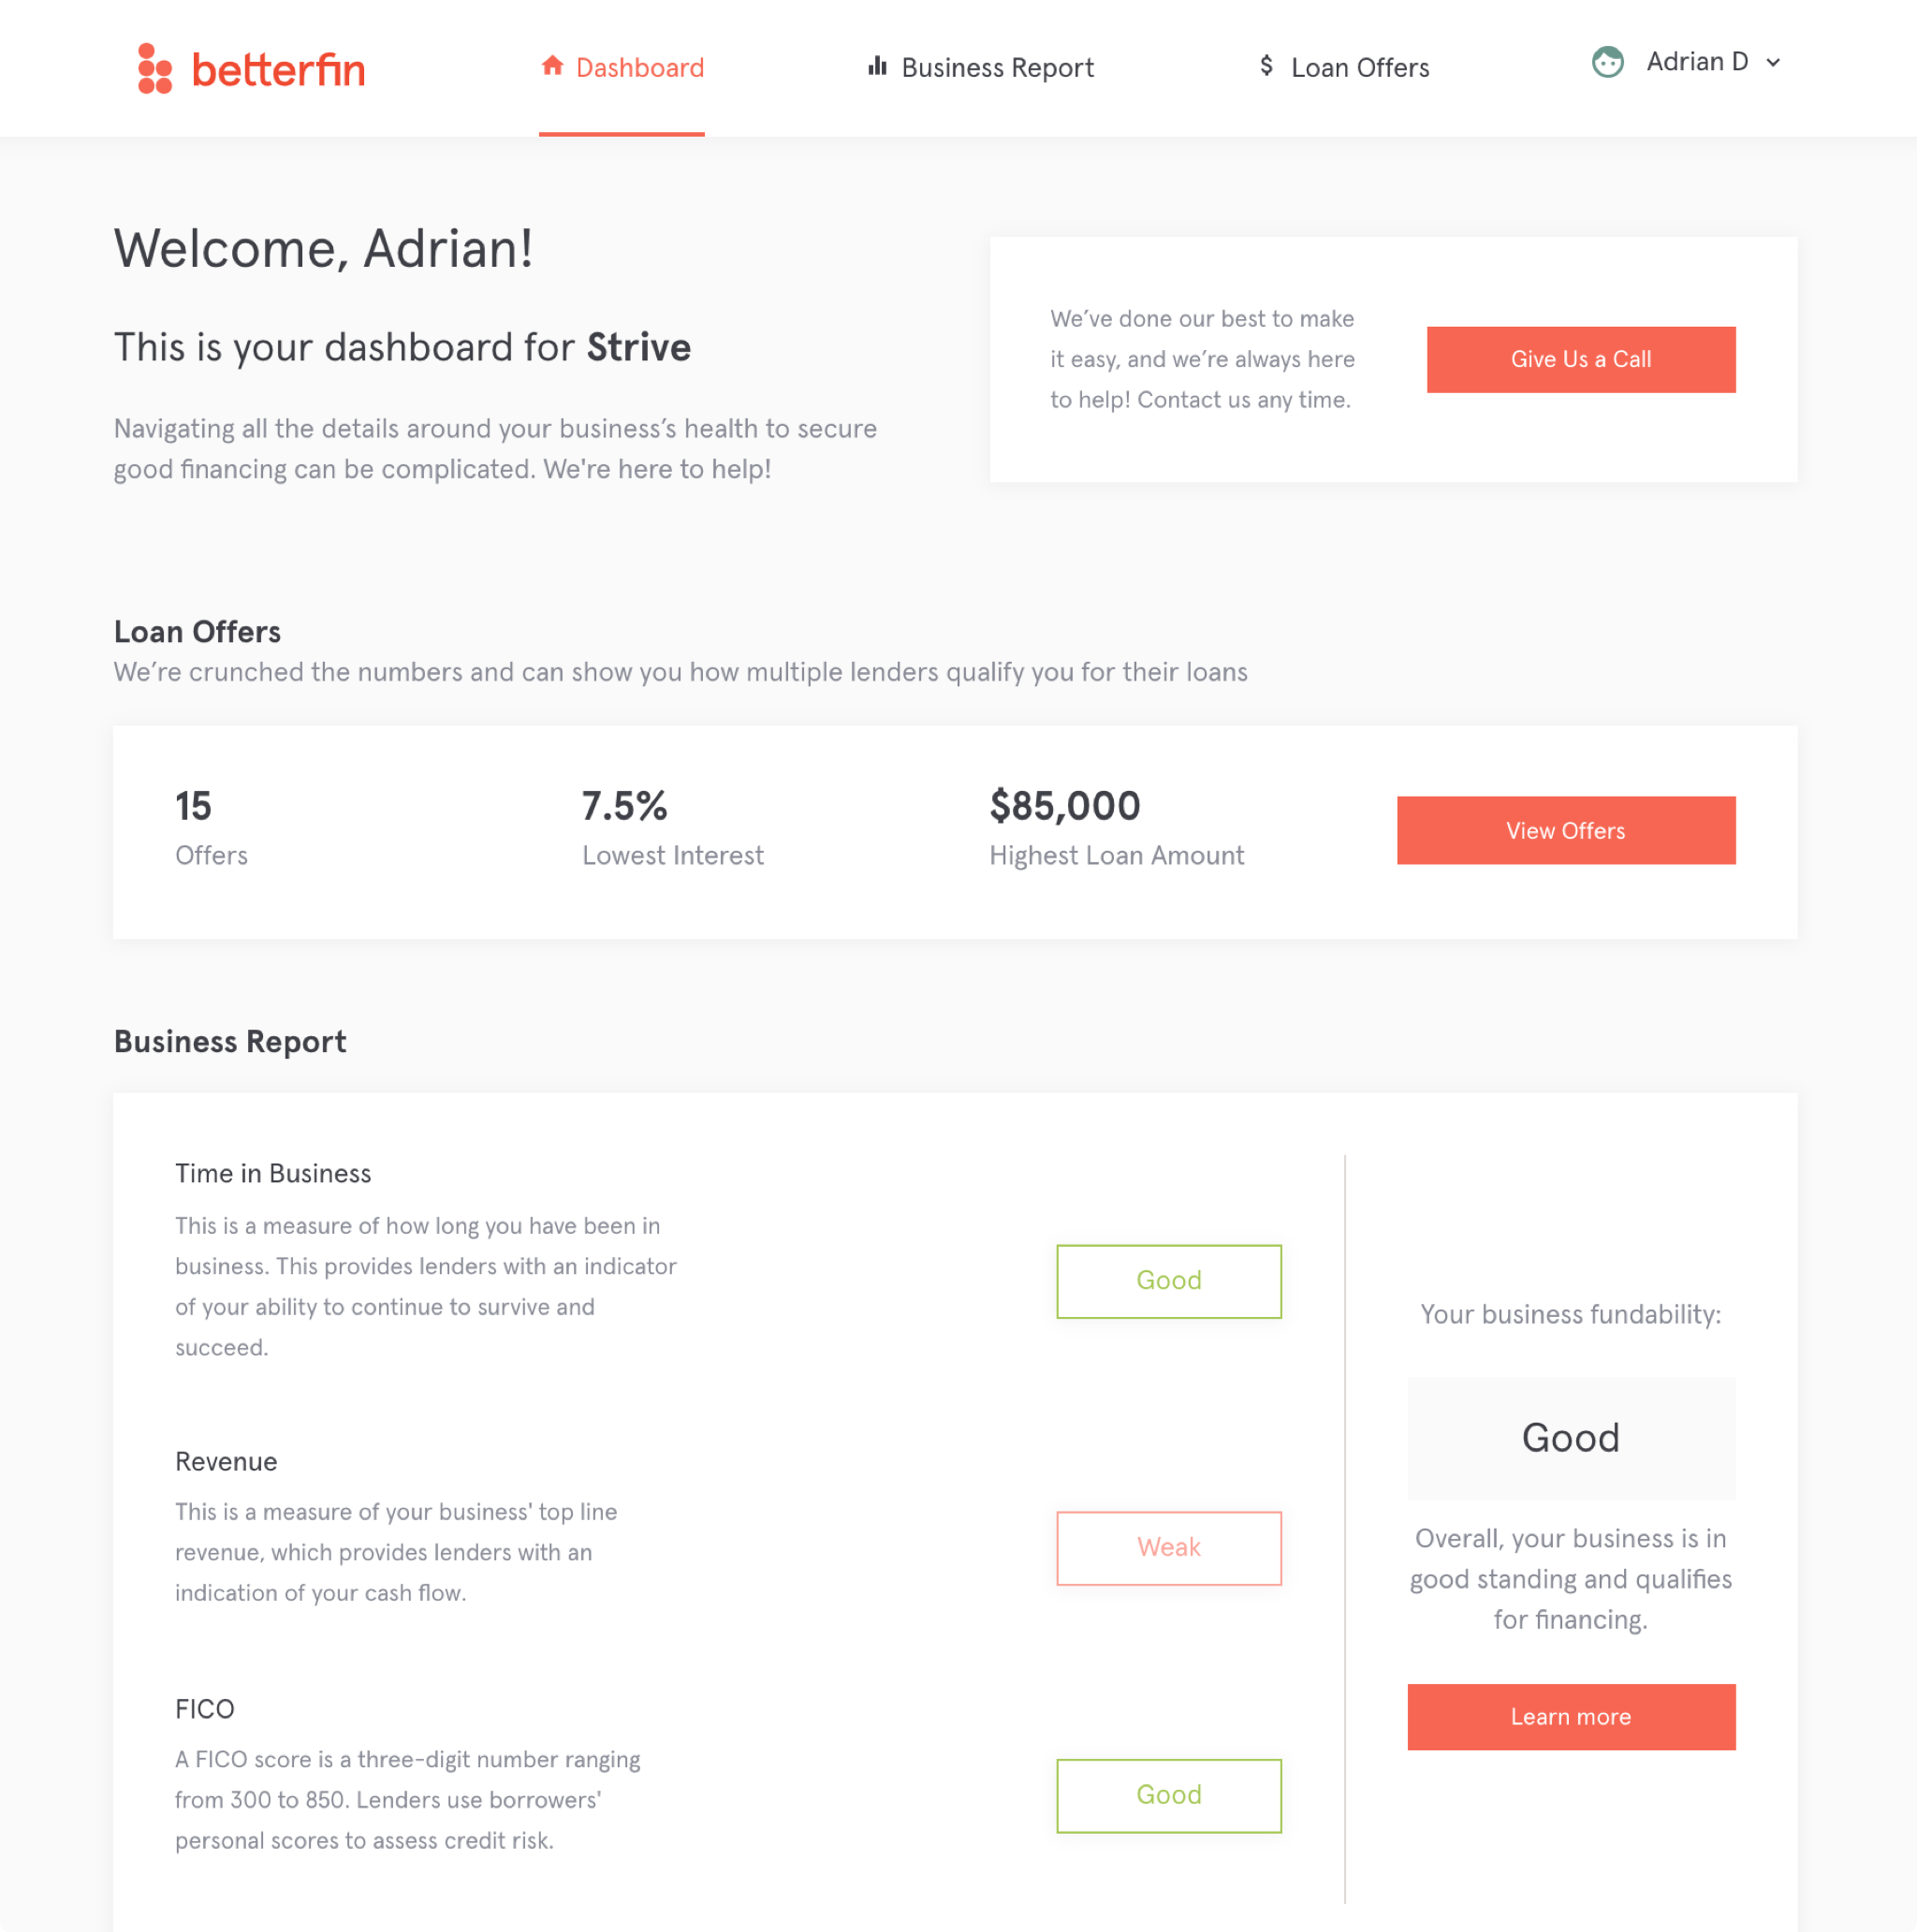 betterfin
Dashboard
Business Report
$ Loan Offers
Adrian D
Welcome, Adrian!
This is your dashboard for Strive
Navigating all the details around your business’s health to secure
good financing can be complicated. We're here to help!
We’ve done our best to make
it easy, and we’re always here
to help! Contact us any time.
Give Us a Call
Loan Offers
We’re crunched the numbers and can show you how multiple lenders qualify you for their loans
15
Offers
7.5%
Lowest Interest
$85,000
Highest Loan Amount
View Offers
Business Report
Time in Business
This is a measure of how long you have been in
business. This provides lenders with an indicator
of your ability to continue to survive and
succeed.
Good
Revenue
This is a measure of your business' top line
revenue, which provides lenders with an
indication of your cash flow.
Weak
FICO
A FICO score is a three-digit number ranging
from 300 to 850. Lenders use borrowers'
personal scores to assess credit risk.
Good
Your business fundability:
Good
Overall, your business is in
good standing and qualifies
for financing.
Learn more